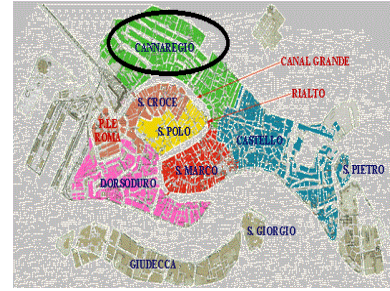 CANNAREGIO
CANAL GRANDE
RIALTO
S. CROCE
P.LE
ROMA
S. POLO
CASTELLO
S. MARCO
S. PIETRO
DORSODURO
S. GIORGIO
GIUDECCA